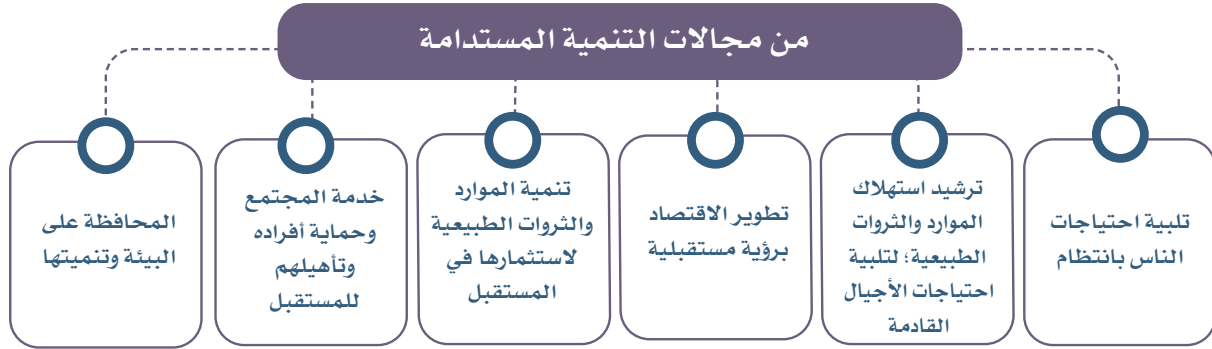 من مجالات التنمية المستدامة
تلبية احتياجات
الناس بانتظام
ترشيد استهلاك
الموارد والثروات
الطبيعية؛ لتلبية
احتياجات الأجيال
القادمة
تطوير الاقتصاد
برؤية مستقبلية
تنمية الموارد
والثروات الطبيعية
لاستثمارها في
المستقبل
خدمة المجتمع
وحماية أفراده
وتأهيلهم
للمستقبل
المحافظة على
البيئة وتنميتها